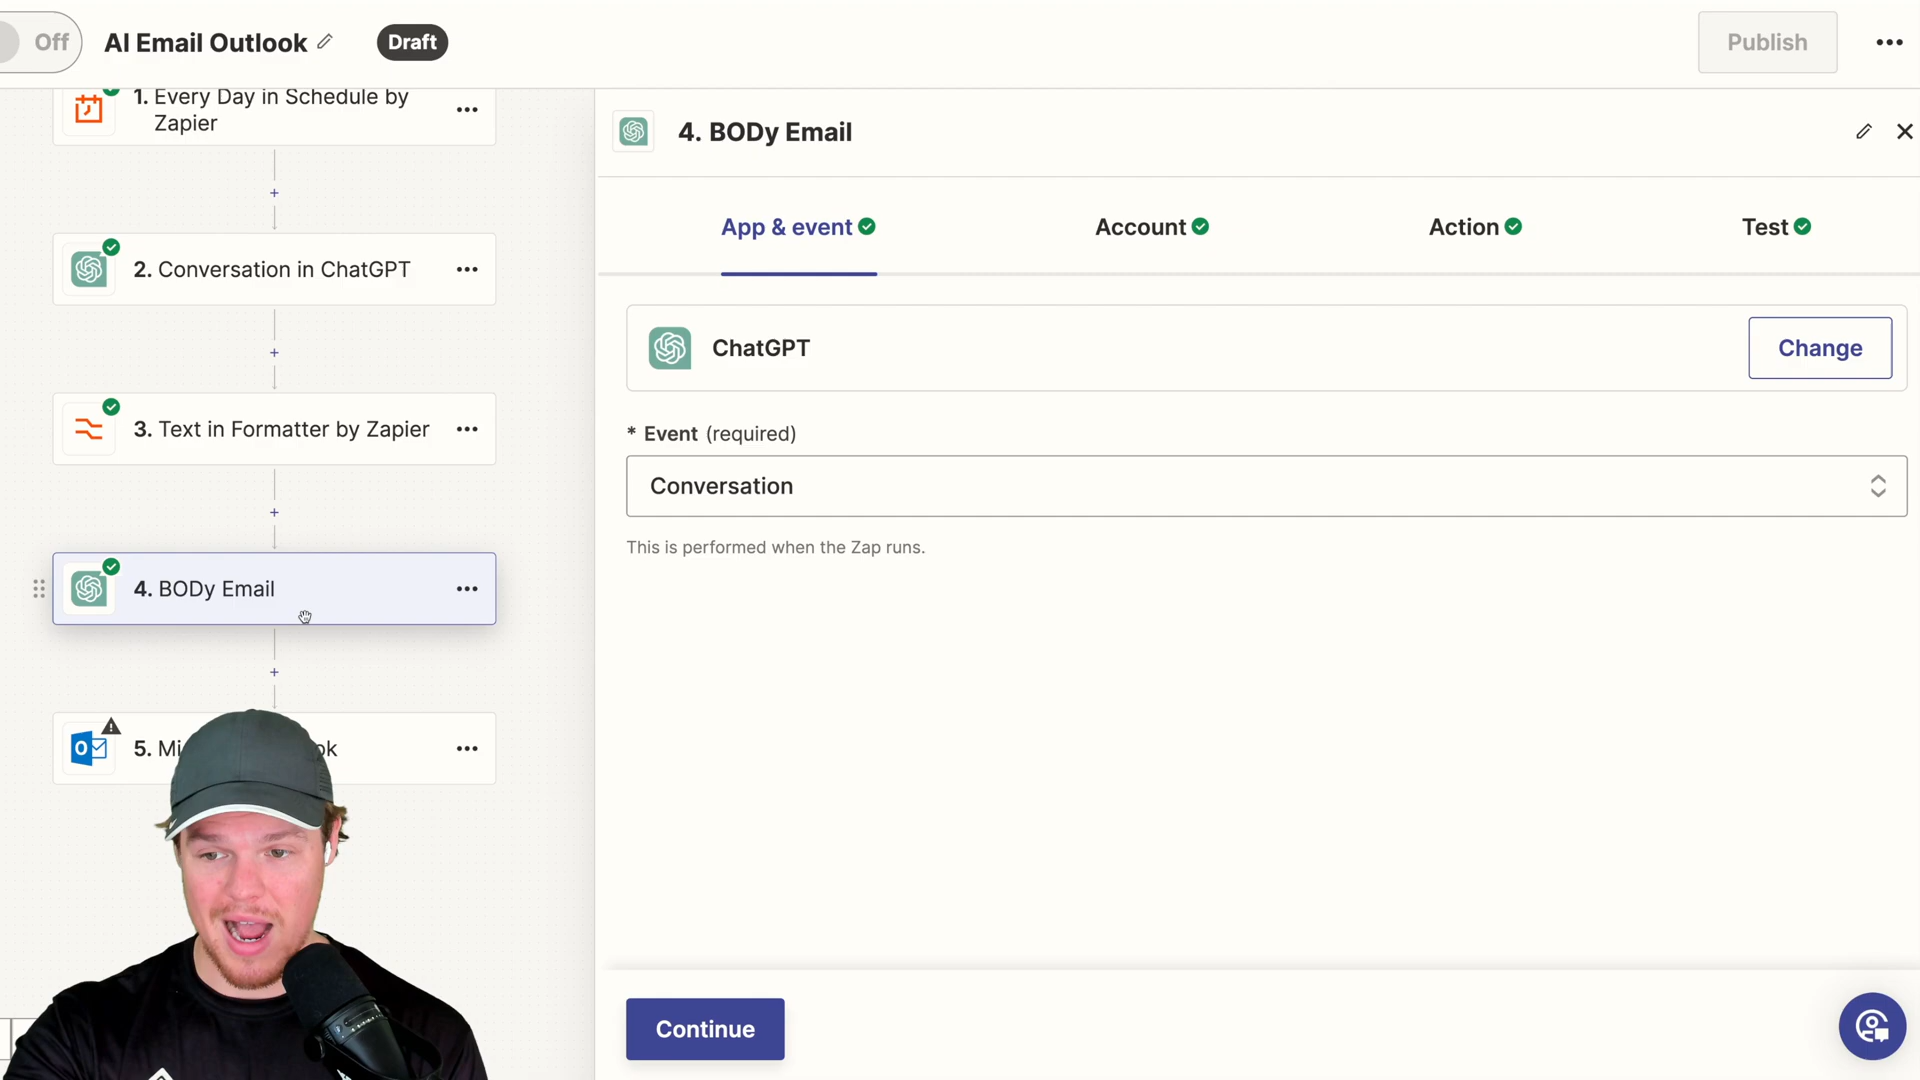 Off
AI Email Outlook
Draft
Publish
1. Every Day in Schedule by
Zapier
2. Conversation in ChatGPT
3. Text in Formatter by Zapier
4. BODy Email
5. Mi
ok
4. BODy Email
App & event
Account
Action
Test
ChatGPT
Change
* Event (required)
Conversation
This is performed when the Zap runs.
Continue